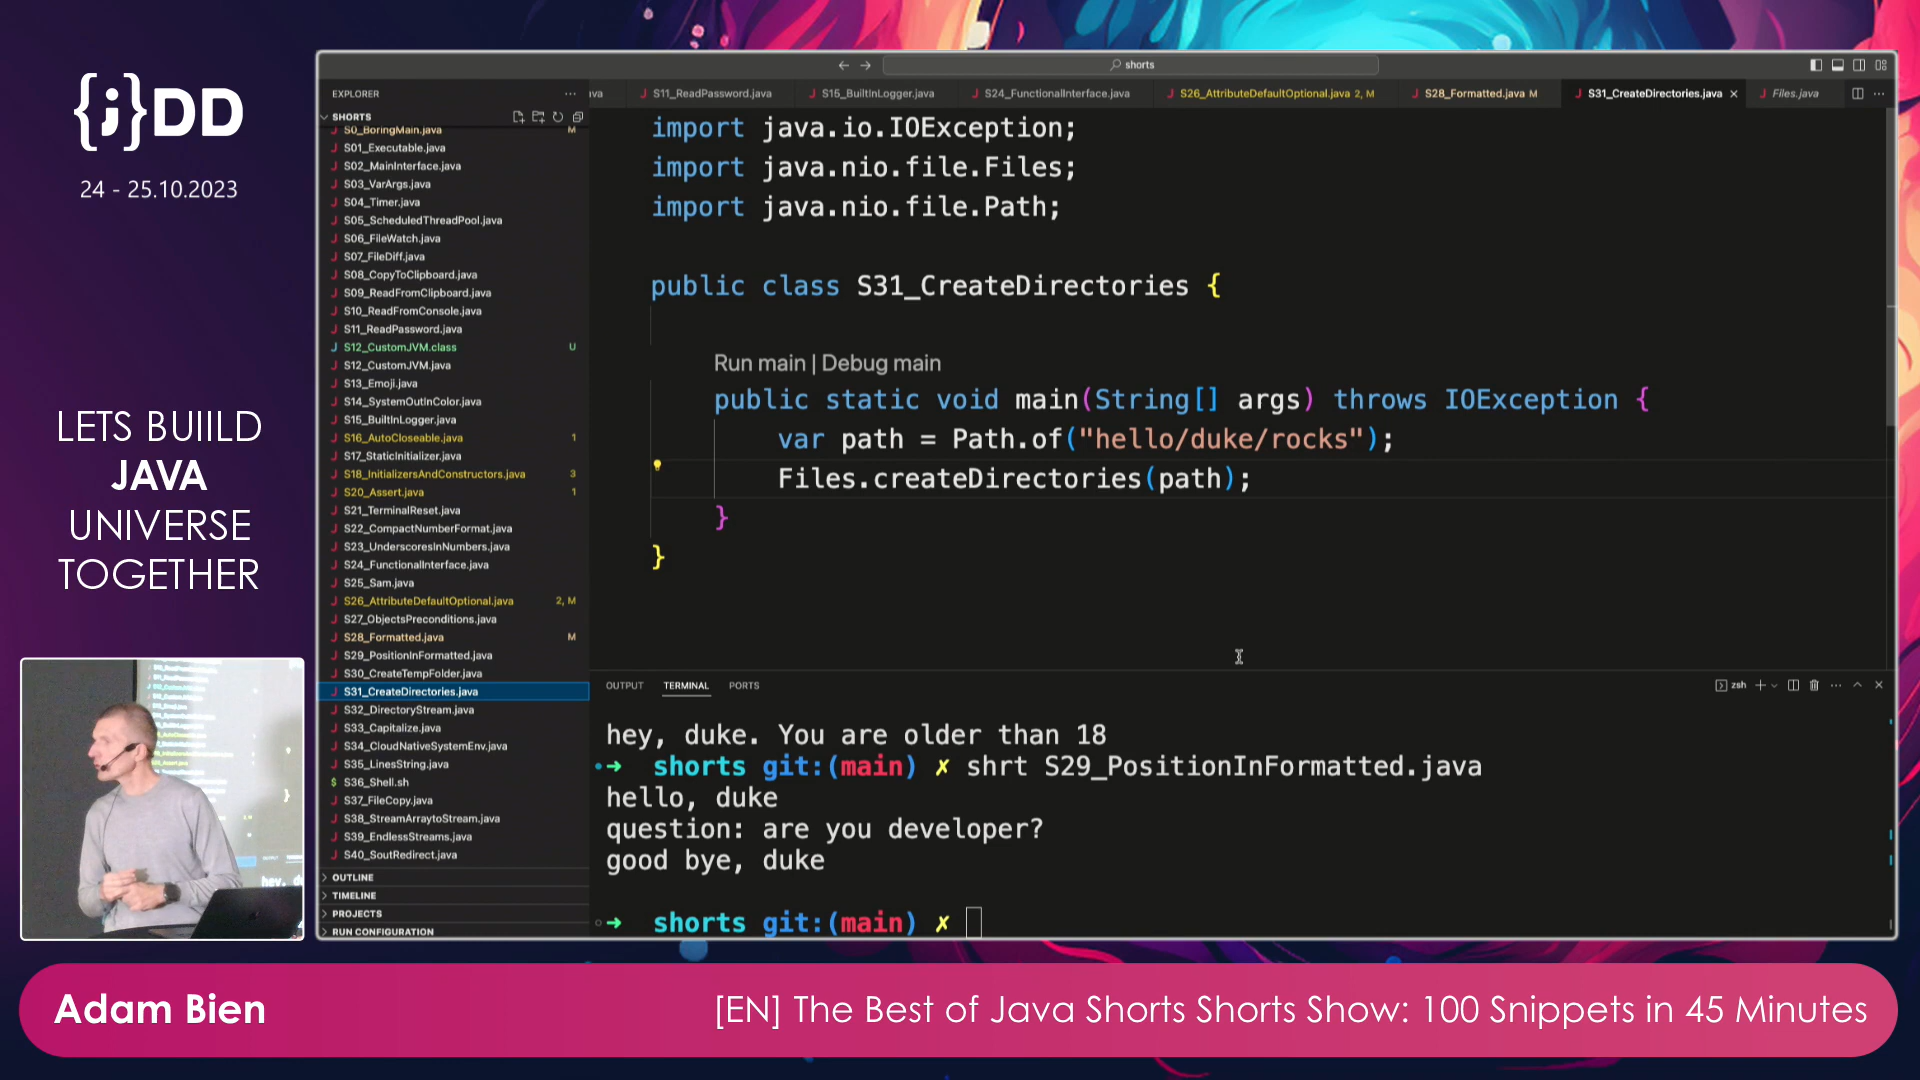 {j}DD
24 - 25.10.2023
LETS BUIILD
JAVA
UNIVERSE
TOGETHER
shorts
EXPLORER
SHORTS
S0_BoringMain.java M
S01_Executable.java
S02_MainInterface.java
S03_VarArgs.java
S04_Timer.java
S05_ScheduledThreadPool.java
S06_FileWatch.java
S07_FileDiff.java
S08_CopyToClipboard.java
S09_ReadFromClipboard.java
S10_ReadFromConsole.java
S11_ReadPassword.java
S12_CustomJVM.class U
S12_CustomJVM.java
S13_Emoji.java
S14_SystemOutInColor.java
S15_BuiltInLogger.java
S16_AutoCloseable.java 1
S17_StaticInitializer.java
S18_InitializersAndConstructors.java 3
S20_Assert.java 1
S21_TerminalReset.java
S22_CompactNumberFormat.java
S23_UnderscoresInNumbers.java
S24_FunctionalInterface.java
S25_Sam.java
S26_AttributeDefaultOptional.java 2, M
S27_ObjectsPreconditions.java
S28_Formatted.java M
S29_PositionInFormatted.java
S30_CreateTempFolder.java
S31_CreateDirectories.java
S32_DirectoryStream.java
S33_Capitalize.java
S34_CloudNativeSystemEnv.java
S35_LinesString.java
S36_Shell.sh
S37_FileCopy.java
S38_StreamArraytoStream.java
S39_EndlessStreams.java
S40_SoutRedirect.java
OUTLINE
TIMELINE
PROJECTS
RUN CONFIGURATION
va S11_ReadPassword.java S15_BuiltInLogger.java S24_FunctionalInterface.java S26_AttributeDefaultOptional.java 2, M S28_Formatted.java M S31_CreateDirectories.java Files.java
import java.io.IOException;
import java.nio.file.Files;
import java.nio.file.Path;
public class S31_CreateDirectories {
Run main | Debug main
public static void main(String[] args) throws IOException {
var path = Path.of("hello/duke/rocks");
Files.createDirectories(path);
}
}
OUTPUT TERMINAL PORTS zsh
hey, duke. You are older than 18
➜ shorts git:(main) ✗ shrt S29_PositionInFormatted.java
hello, duke
question: are you developer?
good bye, duke
➜ shorts git:(main) ✗
Adam Bien
[EN] The Best of Java Shorts Shorts Show: 100 Snippets in 45 Minutes